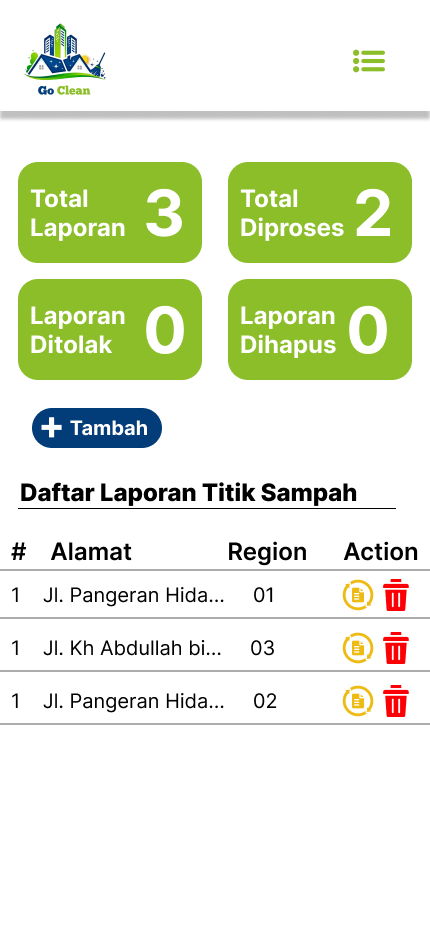 Go Clean
Total Laporan 3
Total Diproses 2
Laporan Ditolak 0
Laporan Dihapus 0
Tambah
Daftar Laporan Titik Sampah
# Alamat Region Action
1 Jl. Pangeran Hida... 01
1 Jl. Kh Abdullah bi... 03
1 Jl. Pangeran Hida... 02